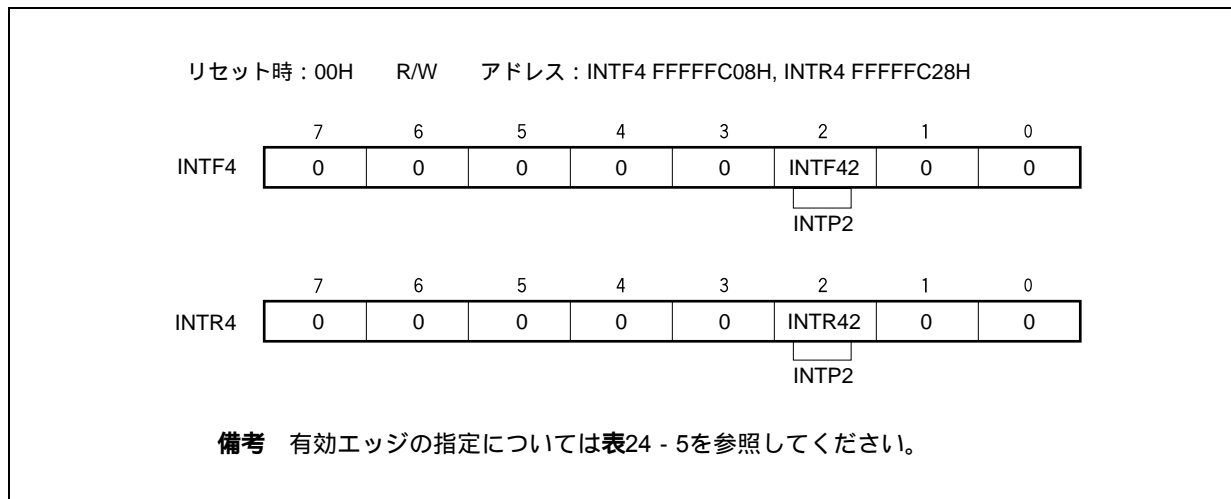 リセット時：00H R/W アドレス：INTF4 FFFFFC08H, INTR4 FFFFFC28H
7 6 5 4 3 2 1 0
INTF4 0 0 0 0 0 INTF42 0 0
INTP2
7 6 5 4 3 2 1 0
INTR4 0 0 0 0 0 INTR42 0 0
INTP2
備考 有効エッジの指定については表24‐5を参照してください。